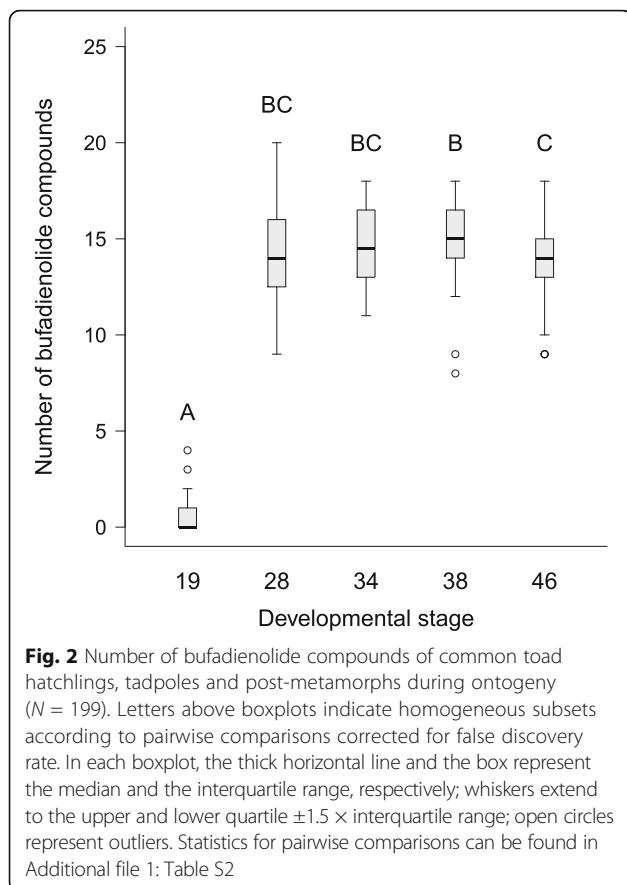 25
20
15
10
5
0
Number of bufadienolide compounds
A
BC
BC
B
C
19 28 34 38 46
Developmental stage
Fig. 2 Number of bufadienolide compounds of common toad
hatchlings, tadpoles and post-metamorphs during ontogeny
(N = 199). Letters above boxplots indicate homogeneous subsets
according to pairwise comparisons corrected for false discovery
rate. In each boxplot, the thick horizontal line and the box represent
the median and the interquartile range, respectively; whiskers extend
to the upper and lower quartile ±1.5 × interquartile range; open circles
represent outliers. Statistics for pairwise comparisons can be found in
Additional file 1: Table S2